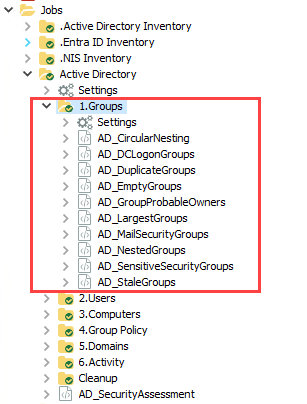 Jobs
.Active Directory Inventory
.Entra ID Inventory
.NIS Inventory
Active Directory
Settings
1.Groups
Settings
AD_CircularNesting
AD_DCLogonGroups
AD_DuplicateGroups
AD_EmptyGroups
AD_GroupProbableOwners
AD_LargestGroups
AD_MailSecurityGroups
AD_NestedGroups
AD_SensitiveSecurityGroups
AD_StaleGroups
2.Users
3.Computers
4.Group Policy
5.Domains
6.Activity
Cleanup
AD_SecurityAssessment